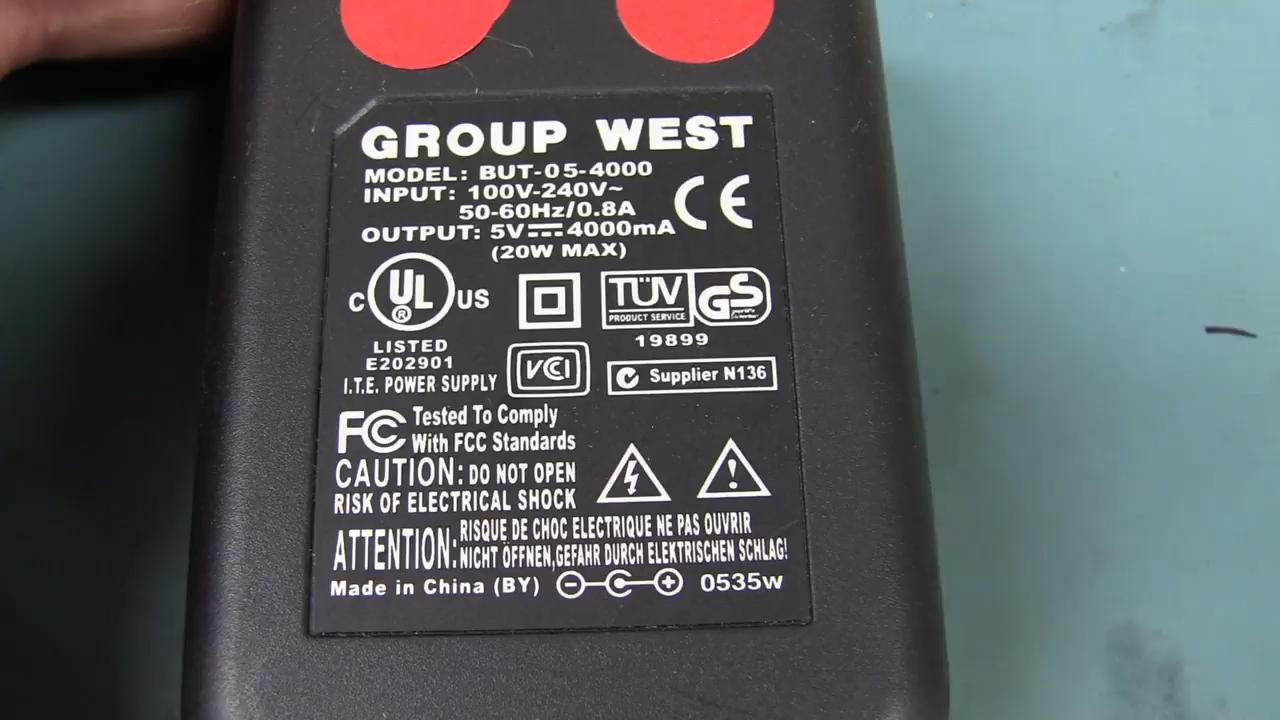 GROUP WEST
MODEL: BUT-05-4000
INPUT: 100V-240V~
50-60Hz/0.8A
OUTPUT: 5V⎓4000mA
(20W MAX)
CE
C UL® US
LISTED
E202901
I.T.E. POWER SUPPLY
TÜV
PRODUCT SERVICE
GS
19899
VCI
Supplier N136
FC Tested To Comply
With FCC Standards
CAUTION: DO NOT OPEN
RISK OF ELECTRICAL SHOCK
ATTENTION: RISQUE DE CHOC ELECTRIQUE NE PAS OUVRIR
NICHT ÖFFNEN,GEFAHR DURCH ELEKTRISCHEN SCHLAG!
Made in China (BY) 0535w